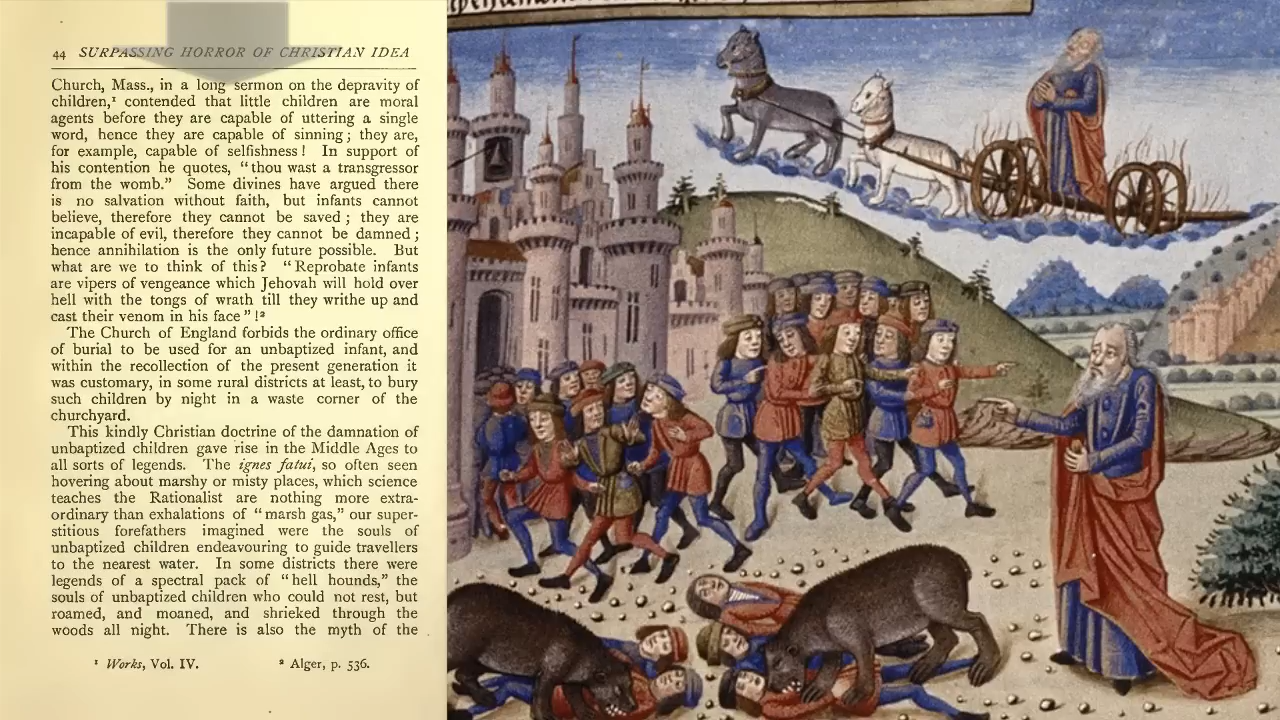 44 SURPASSING HORROR OF CHRISTIAN IDEA
Church, Mass., in a long sermon on the depravity of
children,¹ contended that little children are moral
agents before they are capable of uttering a single
word, hence they are capable of sinning; they are,
for example, capable of selfishness! In support of
his contention he quotes, “thou wast a transgressor
from the womb.” Some divines have argued there
is no salvation without faith, but infants cannot
believe, therefore they cannot be saved; they are
incapable of evil, therefore they cannot be damned;
hence annihilation is the only future possible. But
what are we to think of this? “Reprobate infants
are vipers of vengeance which Jehovah will hold over
hell with the tongs of wrath till they writhe up and
cast their venom in his face”!²
The Church of England forbids the ordinary office
of burial to be used for an unbaptized infant, and
within the recollection of the present generation it
was customary, in some rural districts at least, to bury
such children by night in a waste corner of the
churchyard.
This kindly Christian doctrine of the damnation of
unbaptized children gave rise in the Middle Ages to
all sorts of legends. The ignes fatui, so often seen
hovering about marshy or misty places, which science
teaches the Rationalist are nothing more extra-
ordinary than exhalations of “marsh gas,” our super-
stitious forefathers imagined were the souls of
unbaptized children endeavouring to guide travellers
to the nearest water. In some districts there were
legends of a spectral pack of “hell hounds,” the
souls of unbaptized children who could not rest, but
roamed, and moaned, and shrieked through the
woods all night. There is also the myth of the
¹ Works, Vol. IV. ² Alger, p. 536.